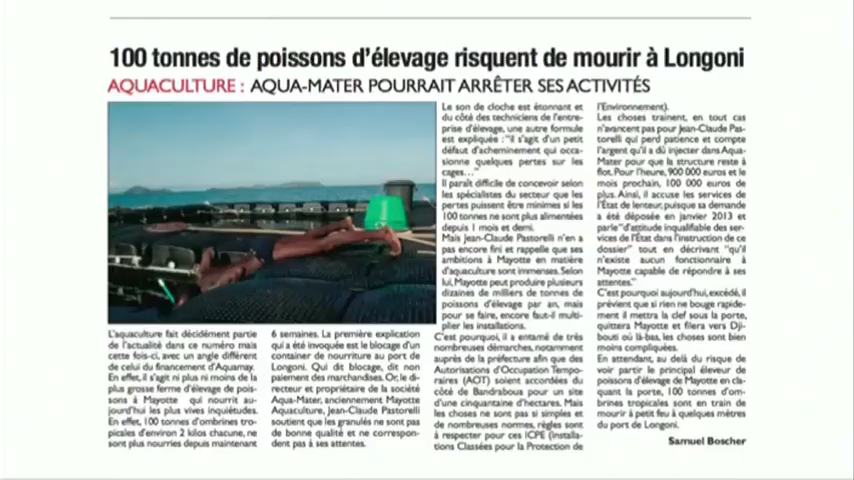 100 tonnes de poissons d'élevage risquent de mourir à Longoni
AQUACULTURE : AQUA-MATER POURRAIT ARRÊTER SES ACTIVITÉS
L'aquaculture fait décidément partie
de l'actualité dans ce numéro mais
cette fois-ci, avec un angle différent
de celui du financement d'Aquamay.
En effet, il s'agit ni plus ni moins de la
plus grosse ferme d'élevage de pois-
sons à Mayotte qui nourrit au-
jourd'hui les plus vives inquiétudes.
En effet, 100 tonnes d'ombrines tro-
picales d'environ 2 kilos chacune, ne
sont plus nourries depuis maintenant
6 semaines. La première explication
qui a été invoquée est le blocage d'un
container de nourriture au port de
Longoni. Qui dit blocage, dit non
paiement des marchandises. Or, le di-
recteur et propriétaire de la société
Aqua-Mater, anciennement Mayotte
Aquaculture, Jean-Claude Pastorelli
soutient que les granulés ne sont pas
de bonne qualité et ne correspon-
dent pas à ses attentes.
Le son de cloche est étonnant et
du côté des techniciens de l'entre-
prise d'élevage, une autre formule
est expliquée : "il s'agit d'un petit
défaut d'acheminement qui occa-
sionne quelques pertes sur les
cages..."
Il paraît difficile de concevoir selon
les spécialistes du secteur que les
pertes puissent être minimes si les
100 tonnes ne sont plus alimentées
depuis 1 mois et demi.
Mais Jean-Claude Pastorelli n'en a
pas encore fini et rappelle que ses
ambitions à Mayotte en matière
d'aquaculture sont immenses. Selon
lui, Mayotte peut produire plusieurs
dizaines de milliers de tonnes de
poissons d'élevage par an, mais
pour se faire, encore faut-il multi-
plier les installations.
C'est pourquoi, il a entamé de très
nombreuses démarches, notamment
auprès de la préfecture afin que des
Autorisations d'Occupation Tempo-
raires (AOT) soient accordées du
côté de Bandraboua pour un site
d'une cinquantaine d'hectares. Mais
les choses ne sont pas si simples et
de nombreuses normes, règles sont
à respecter pour ces ICPE (Installa-
tions Classées pour la Protection de
l'Environnement).
Les choses trainent, en tout cas
n'avancent pas pour Jean-Claude Pas-
torelli qui perd patience et compte
l'argent qu'il a dû injecter dans Aqua-
Mater pour que la structure reste à
flot. Pour l'heure, 900 000 euros et le
mois prochain, 100 000 euros de
plus. Ainsi, il accuse les services de
l'État de lenteur, puisque sa demande
a été déposée en janvier 2013 et
parle "d'attitude inqualifiable des ser-
vices de l'État dans l'instruction de ce
dossier" tout en décrivant "qu'il
n'existe aucun fonctionnaire à
Mayotte capable de répondre à ses
attentes."
C'est pourquoi aujourd'hui, excédé, il
prévient que si rien ne bouge rapide-
ment il mettra la clef sous la porte,
quittera Mayotte et filera vers Dji-
bouti où là-bas, les choses sont bien
moins compliquées.
En attendant, au delà du risque de
voir partir le principal éleveur de
poissons d'élevage de Mayotte en cla-
quant la porte, 100 tonnes d'om-
brines tropicales sont en train de
mourir à petit feu à quelques mètres
du port de Longoni.
Samuel Boscher